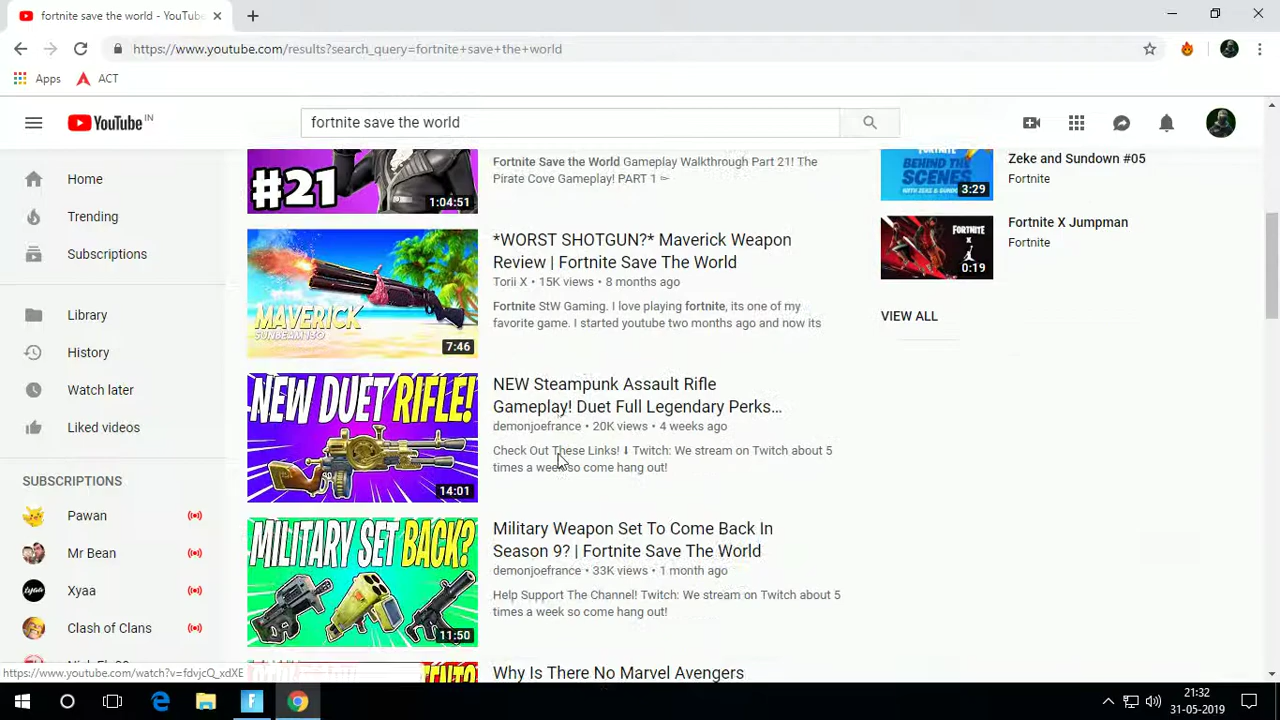 fortnite save the world - YouTube
https://www.youtube.com/results?search_query=fortnite+save+the+world
Apps
ACT
YouTube IN
fortnite save the world
Home
Trending
Subscriptions
Library
History
Watch later
Liked videos
SUBSCRIPTIONS
Pawan
Mr Bean
Xyaa
Clash of Clans
#21
1:04:51
Fortnite Save the World Gameplay Walkthrough Part 21! The
Pirate Cove Gameplay! PART 1 ►
MAVERICK
SUNBEAM 130
7:46
*WORST SHOTGUN?* Maverick Weapon
Review | Fortnite Save The World
Torii X • 15K views • 8 months ago
Fortnite StW Gaming. I love playing fortnite, its one of my
favorite game. I started youtube two months ago and now its
NEW DUET RIFLE!
14:01
NEW Steampunk Assault Rifle
Gameplay! Duet Full Legendary Perks...
demonjoefrance • 20K views • 4 weeks ago
Check Out These Links! ⬇ Twitch: We stream on Twitch about 5
times a week so come hang out!
MILITARY SET BACK?
11:50
Military Weapon Set To Come Back In
Season 9? | Fortnite Save The World
demonjoefrance • 33K views • 1 month ago
Help Support The Channel! Twitch: We stream on Twitch about 5
times a week so come hang out!
Why Is There No Marvel Avengers
FORTNITE
BEHIND THE
SCENES
WITH ZEKE & SUNDOWN #05
3:29
Zeke and Sundown #05
Fortnite
FORTNITE
X
0:19
Fortnite X Jumpman
Fortnite
VIEW ALL
https://www.youtube.com/watch?v=fdvjcQ_xdXE
21:32
31-05-2019